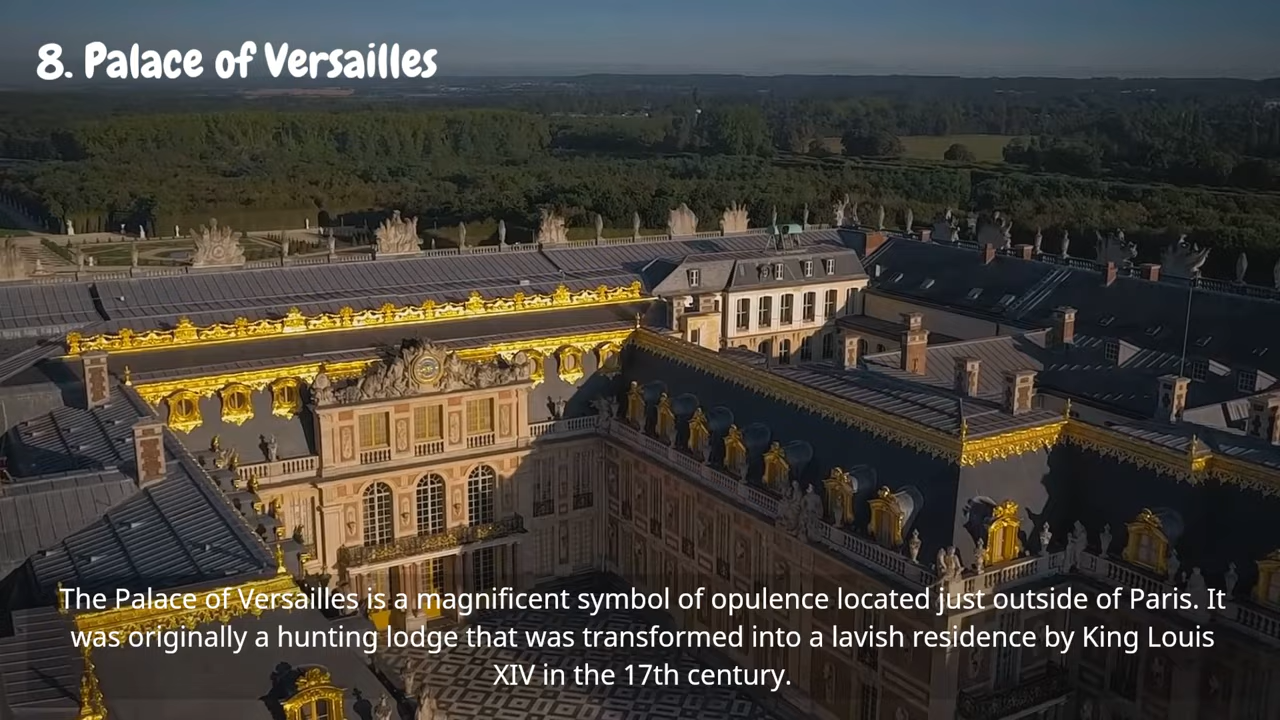 8. Palace of Versailles
The Palace of Versailles is a magnificent symbol of opulence located just outside of Paris. It
was originally a hunting lodge that was transformed into a lavish residence by King Louis
XIV in the 17th century.